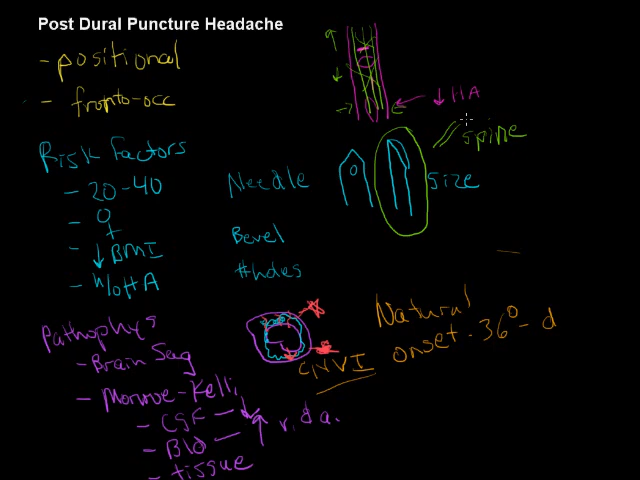 Post Dural Puncture Headache
- positional
- fronto-occ
↓ HA
Risk Factors
- 20-40
- ♀
- ↓ BMI
- h/o HA
Needle
Bevel
#holes
spine
size
Pathophys
- Brain Sag
- Monroe-Kelli
- CSF
- Bld
- tissue
v. d a.
CNVI
Natural
onset - 36° - d